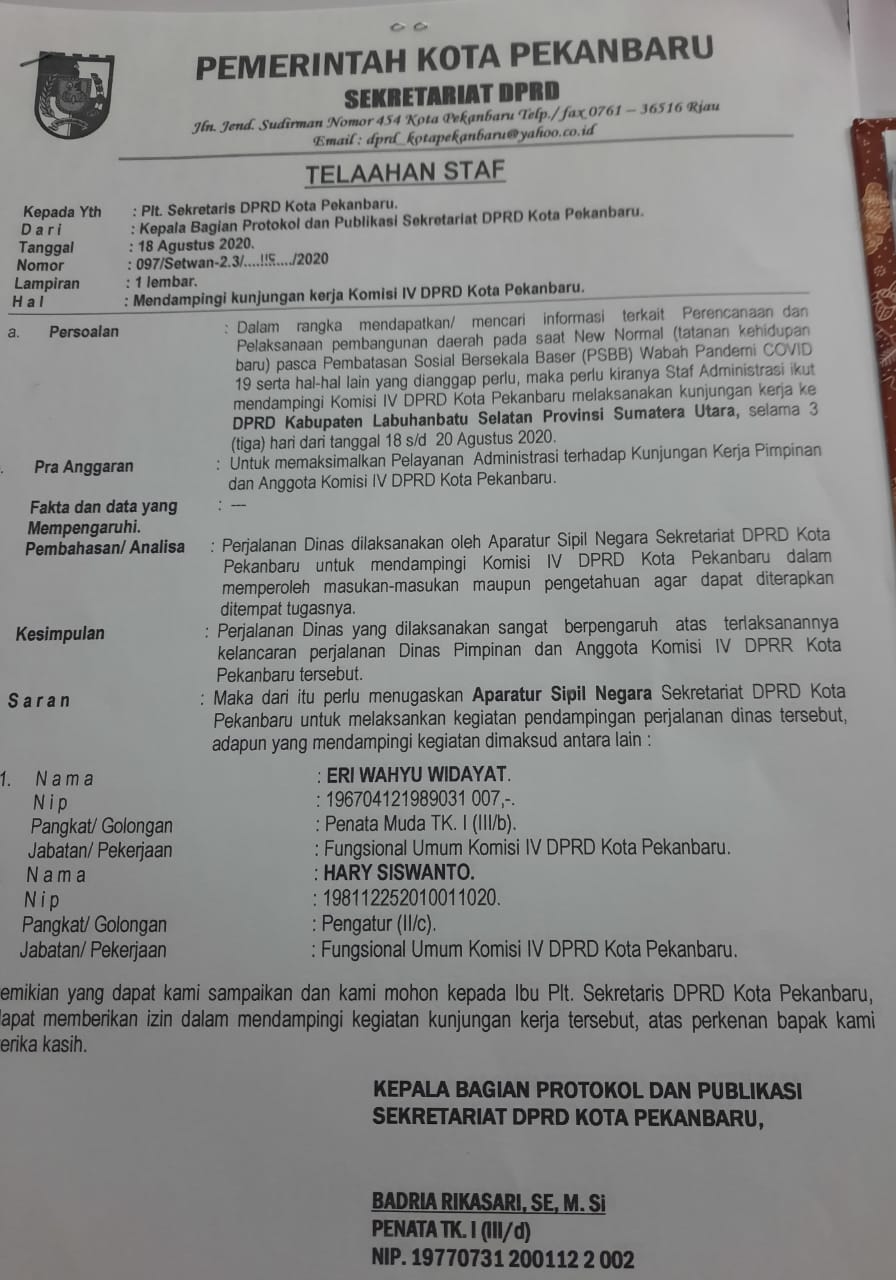 PEMERINTAH KOTA PEKANBARU
SEKRETARIAT DPRD
Jln. Jend. Sudirman Nomor 454 Kota Pekanbaru Telp./ fax 0761 – 36516 Riau
Email : dprd_kotapekanbaru@yahoo.co.id
TELAAHAN STAF
Kepada Yth : Plt. Sekretaris DPRD Kota Pekanbaru.
D a r i : Kepala Bagian Protokol dan Publikasi Sekretariat DPRD Kota Pekanbaru.
Tanggal : 18 Agustus 2020.
Nomor : 097/Setwan-2.3/..../2020
Lampiran : 1 lembar.
H a l : Mendampingi kunjungan kerja Komisi IV DPRD Kota Pekanbaru.
a. Persoalan : Dalam rangka mendapatkan/ mencari informasi terkait Perencanaan dan
Pelaksanaan pembangunan daerah pada saat New Normal (tatanan kehidupan
baru) pasca Pembatasan Sosial Bersekala Baser (PSBB) Wabah Pandemi COVID
19 serta hal-hal lain yang dianggap perlu, maka perlu kiranya Staf Administrasi ikut
mendampingi Komisi IV DPRD Kota Pekanbaru melaksanakan kunjungan kerja ke
DPRD Kabupaten Labuhanbatu Selatan Provinsi Sumatera Utara, selama 3
(tiga) hari dari tanggal 18 s/d 20 Agustus 2020.
Pra Anggaran : Untuk memaksimalkan Pelayanan Administrasi terhadap Kunjungan Kerja Pimpinan
dan Anggota Komisi IV DPRD Kota Pekanbaru.
Fakta dan data yang : ---
Mempengaruhi.
Pembahasan/ Analisa : Perjalanan Dinas dilaksanakan oleh Aparatur Sipil Negara Sekretariat DPRD Kota
Pekanbaru untuk mendampingi Komisi IV DPRD Kota Pekanbaru dalam
memperoleh masukan-masukan maupun pengetahuan agar dapat diterapkan
ditempat tugasnya.
Kesimpulan : Perjalanan Dinas yang dilaksanakan sangat berpengaruh atas terlaksanannya
kelancaran perjalanan Dinas Pimpinan dan Anggota Komisi IV DPRR Kota
Pekanbaru tersebut.
S a r a n : Maka dari itu perlu menugaskan Aparatur Sipil Negara Sekretariat DPRD Kota
Pekanbaru untuk melaksankan kegiatan pendampingan perjalanan dinas tersebut,
adapun yang mendampingi kegiatan dimaksud antara lain :
1. N a m a : ERI WAHYU WIDAYAT.
N i p : 196704121989031 007,-.
Pangkat/ Golongan : Penata Muda TK. I (III/b).
Jabatan/ Pekerjaan : Fungsional Umum Komisi IV DPRD Kota Pekanbaru.
N a m a : HARY SISWANTO.
N i p : 198112252010011020.
Pangkat/ Golongan : Pengatur (II/c).
Jabatan/ Pekerjaan : Fungsional Umum Komisi IV DPRD Kota Pekanbaru.
emikian yang dapat kami sampaikan dan kami mohon kepada Ibu Plt. Sekretaris DPRD Kota Pekanbaru,
dapat memberikan izin dalam mendampingi kegiatan kunjungan kerja tersebut, atas perkenan bapak kami
erika kasih.
KEPALA BAGIAN PROTOKOL DAN PUBLIKASI
SEKRETARIAT DPRD KOTA PEKANBARU,
BADRIA RIKASARI, SE, M. Si
PENATA TK. I (III/d)
NIP. 19770731 200112 2 002